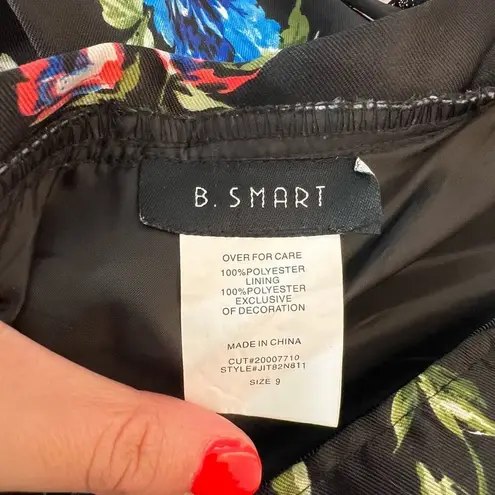 B. SMART
OVER FOR CARE
100%POLYESTER
LINING
100%POLYESTER
EXCLUSIVE
OF DECORATION
MADE IN CHINA
CUT#20007710
STYLE#JIT82N811
SIZE 9